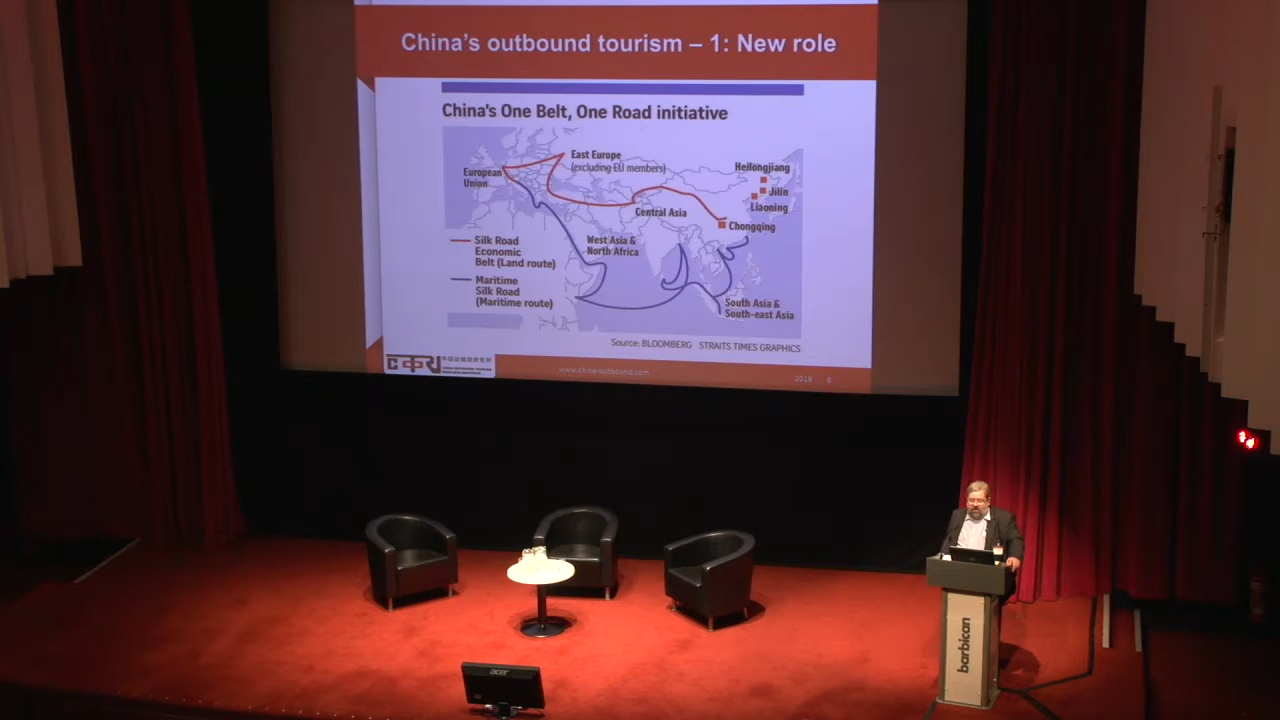 China's outbound tourism – 1: New role
China's One Belt, One Road initiative
East Europe
(excluding EU members)
European
Union
Heilongjiang
Jilin
Liaoning
Central Asia
Chongqing
West Asia &
North Africa
Silk Road
Economic
Belt (Land route)
Maritime
Silk Road
(Maritime route)
South Asia &
South-east Asia
Source: BLOOMBERG STRAITS TIMES GRAPHICS
www.china-outbound.com
2016 6
barbican
acer